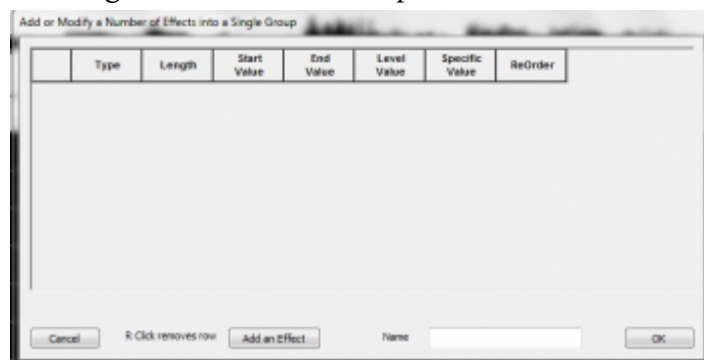 Add or Modify a Number of Effects into a Single Group
Type Length Start Value End Value Level Value Specific Value ReOrder
Cancel R Click removes row Add an Effect Name OK